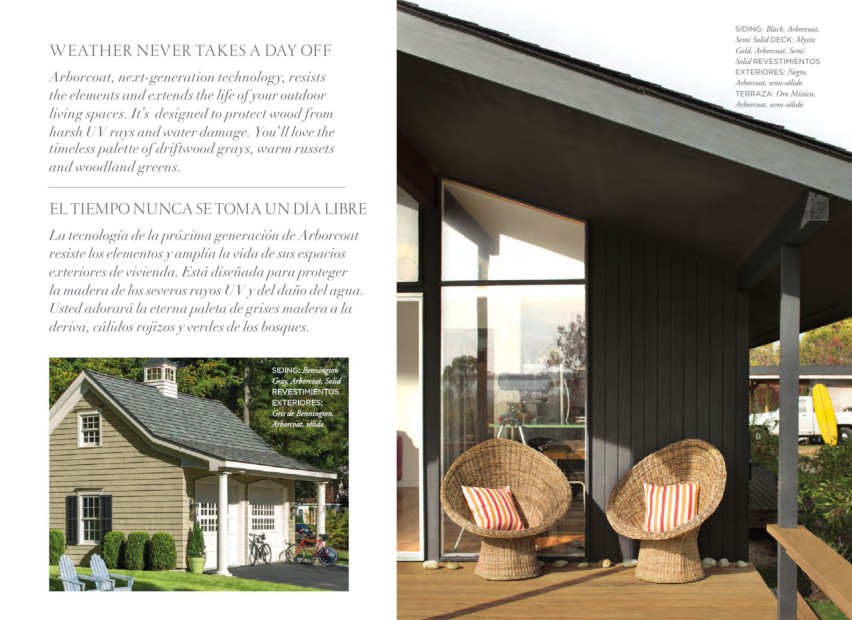 WEATHER NEVER TAKES A DAY OFF
Arborcoat, next-generation technology, resists
the elements and extends the life of your outdoor
living spaces. It's designed to protect wood from
harsh UV rays and water damage. You'll love the
timeless palette of driftwood grays, warm russets
and woodland greens.
EL TIEMPO NUNCA SE TOMA UN DÍA LIBRE
La tecnología de la próxima generación de Arborcoat
resiste los elementos y amplía la vida de sus espacios
exteriores de vivienda. Está diseñada para proteger
la madera de los severos rayos UV y del daño del agua.
Usted adorará la eterna paleta de grises madera a la
deriva, cálidos rojizos y verdes de los bosques.
SIDING: Bennington
Gray, Arborcoat, Solid
REVESTIMIENTOS
EXTERIORES:
Gris de Bennington,
Arborcoat, sólido
SIDING: Black, Arborcoat,
Semi Solid DECK: Mystic
Gold, Arborcoat, Semi
Solid REVESTIMIENTOS
EXTERIORES: Negro,
Arborcoat, semi-sólido
TERRAZA: Oro Místico,
Arborcoat, semi-sólido